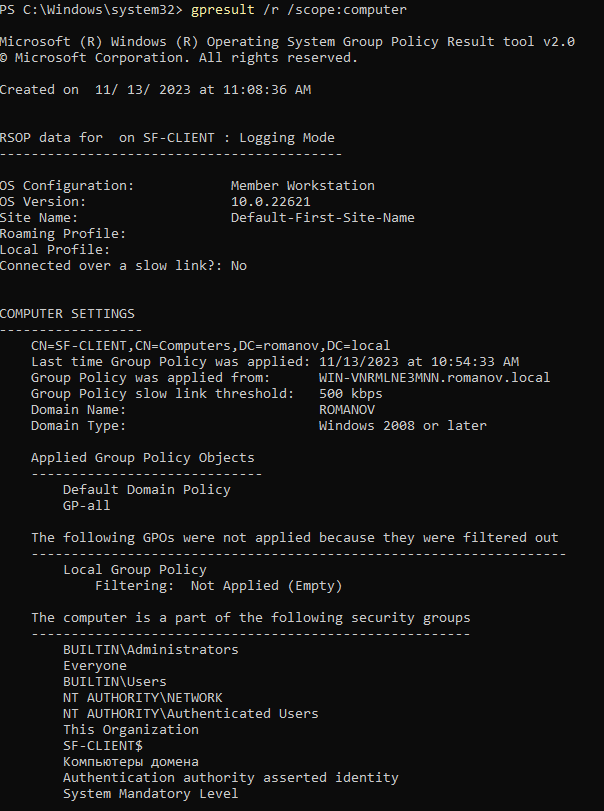 PS C:\Windows\system32> gpresult /r /scope:computer
Microsoft (R) Windows (R) Operating System Group Policy Result tool v2.0
© Microsoft Corporation. All rights reserved.
Created on  11/ 13/ 2023 at 11:08:36 AM
RSOP data for  on SF-CLIENT : Logging Mode
-------------------------------------------
OS Configuration:            Member Workstation
OS Version:                  10.0.22621
Site Name:                   Default-First-Site-Name
Roaming Profile:
Local Profile:
Connected over a slow link?: No
COMPUTER SETTINGS
------------------
    CN=SF-CLIENT,CN=Computers,DC=romanov,DC=local
    Last time Group Policy was applied: 11/13/2023 at 10:54:33 AM
    Group Policy was applied from:      WIN-VNRMLNE3MNN.romanov.local
    Group Policy slow link threshold:   500 kbps
    Domain Name:                        ROMANOV
    Domain Type:                        Windows 2008 or later
    Applied Group Policy Objects
    -----------------------------
        Default Domain Policy
        GP-all
    The following GPOs were not applied because they were filtered out
    -------------------------------------------------------------------
        Local Group Policy
            Filtering:  Not Applied (Empty)
    The computer is a part of the following security groups
    -------------------------------------------------------
        BUILTIN\Administrators
        Everyone
        BUILTIN\Users
        NT AUTHORITY\NETWORK
        NT AUTHORITY\Authenticated Users
        This Organization
        SF-CLIENT$
        Компьютеры домена
        Authentication authority asserted identity
        System Mandatory Level